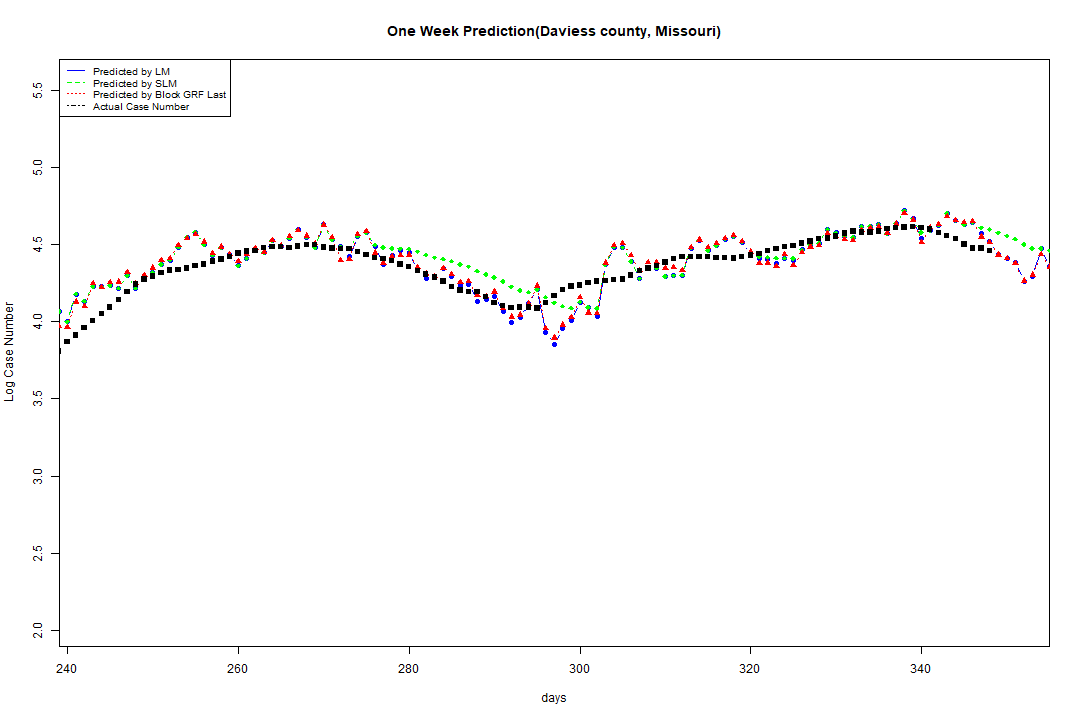 One Week Prediction(Daviess county, Missouri)
Predicted by LM
Predicted by SLM
Predicted by Block GRF Last
Actual Case Number
5.5
5.0
4.5
4.0
3.5
3.0
2.5
2.0
Log Case Number
240 260 280 300 320 340
days